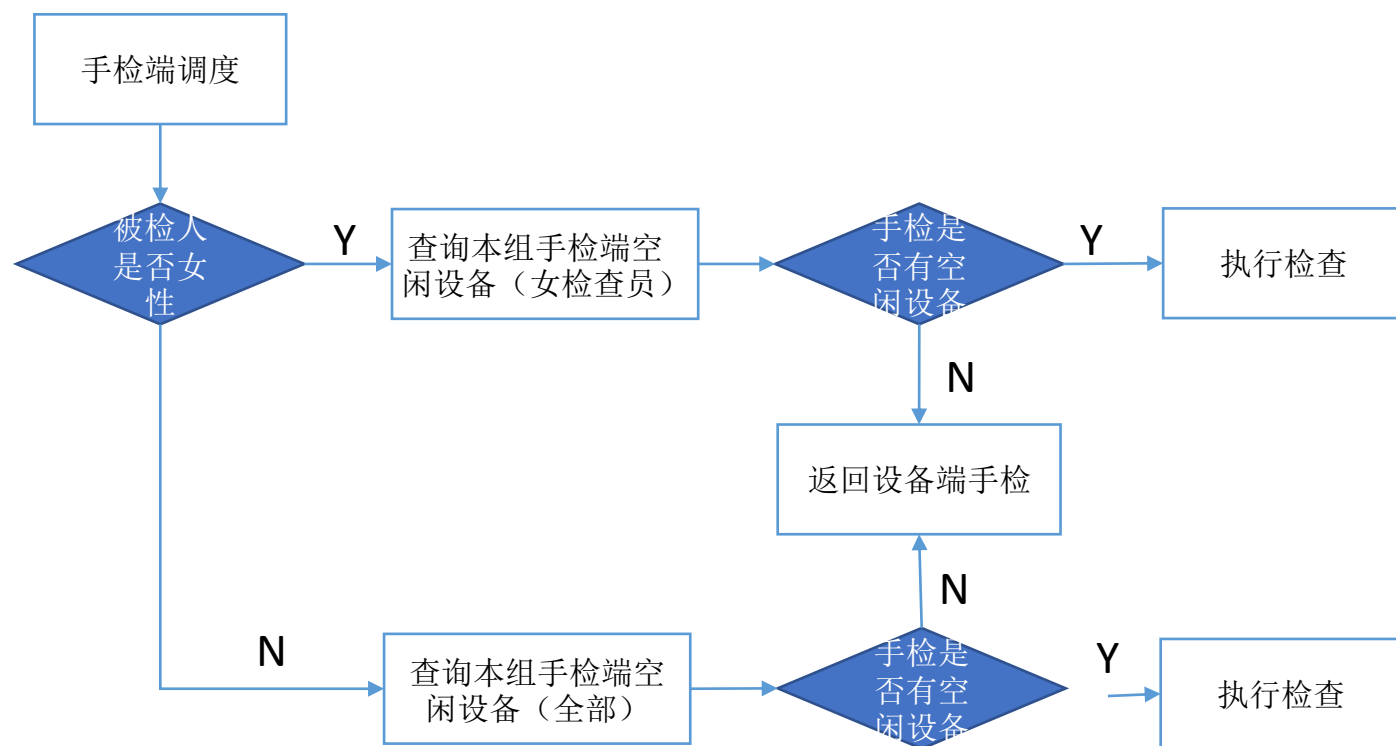 手检端调度
被检人
是否女
性
Y
查询本组手检端空
闲设备（女检查员）
手检是
否有空
闲设备
Y
执行检查
N
返回设备端手检
N
N
查询本组手检端空
闲设备（全部）
手检是
否有空
闲设备
Y
执行检查